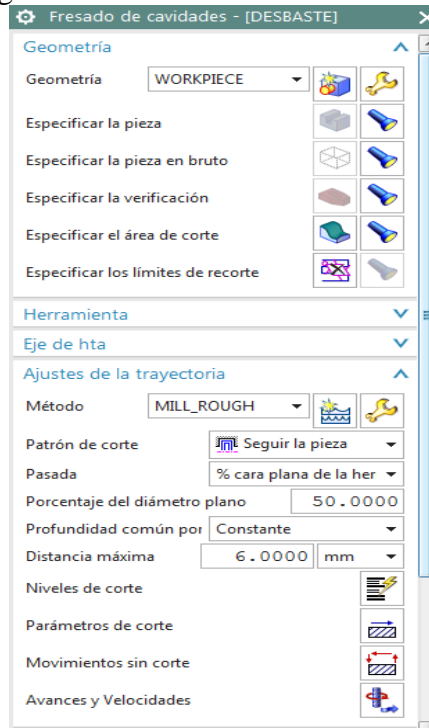 Fresado de cavidades - [DESBASTE]
Geometría
Geometría WORKPIECE
Especificar la pieza
Especificar la pieza en bruto
Especificar la verificación
Especificar el área de corte
Especificar los límites de recorte
Herramienta
Eje de hta
Ajustes de la trayectoria
Método MILL_ROUGH
Patrón de corte Seguir la pieza
Pasada % cara plana de la her
Porcentaje del diámetro plano 50.0000
Profundidad común por Constante
Distancia máxima 6.0000 mm
Niveles de corte
Parámetros de corte
Movimientos sin corte
Avances y Velocidades